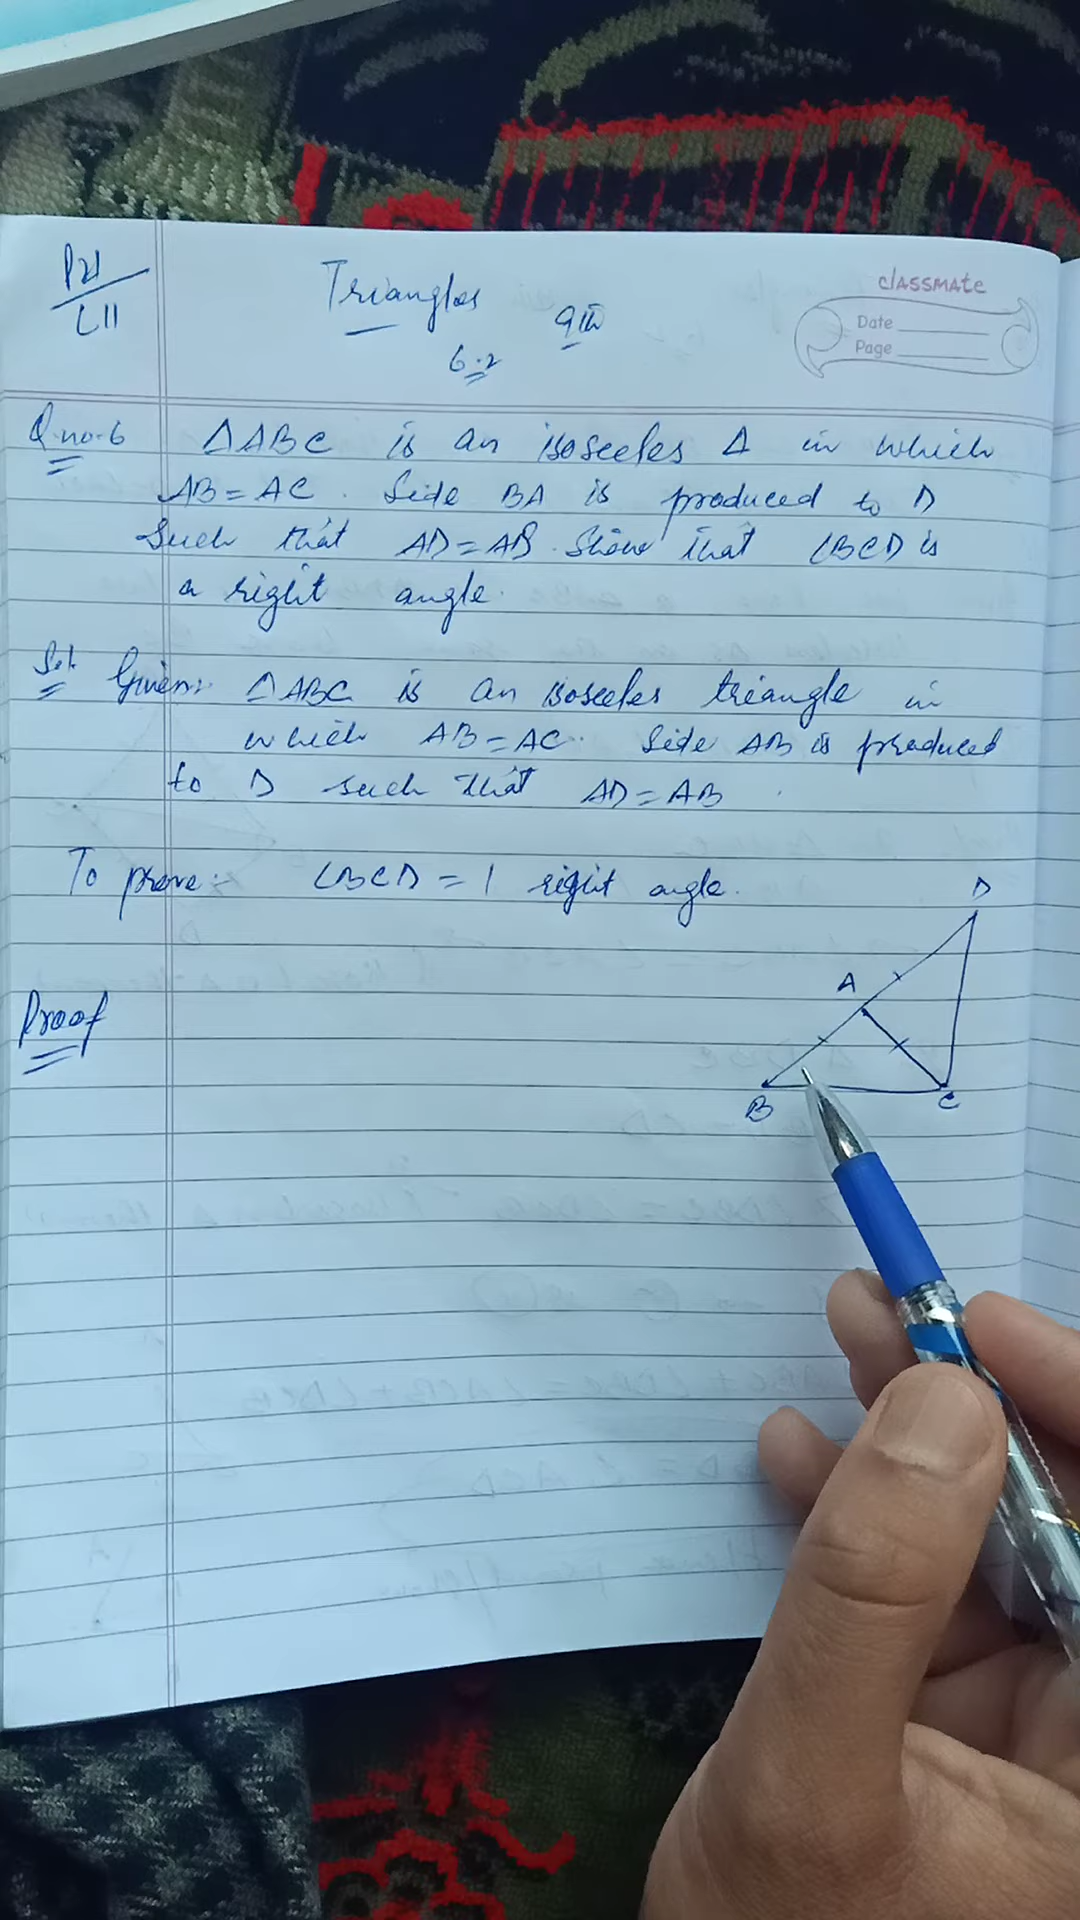 P21
L11
Triangles
9th
6.2
classmate
Date
Page
Q.no.6 ΔABC is an isosceles Δ in which
AB = AC. Side BA is produced to D
Such that AD = AB. Show that ∠BCD is
a right angle.
Sol. Given:- ΔABC is an isosceles triangle in
which AB = AC. Side AB is produced
to D such that AD = AB
To prove:- ∠BCD = 1 right angle.
D
A
Proof
B
C